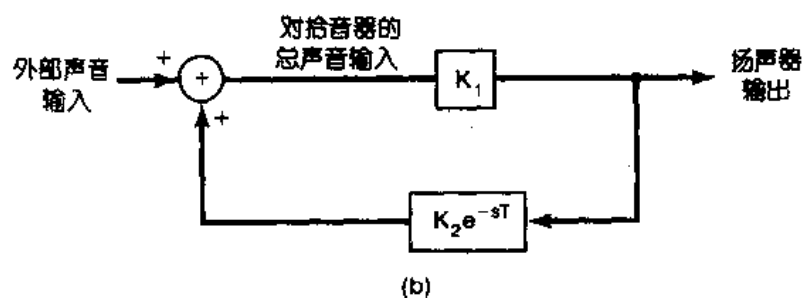 对拾音器的
总声音输入
外部声音
输入
+
+
K₁
扬声器
输出
+
K₂e⁻ˢᵀ
(b)